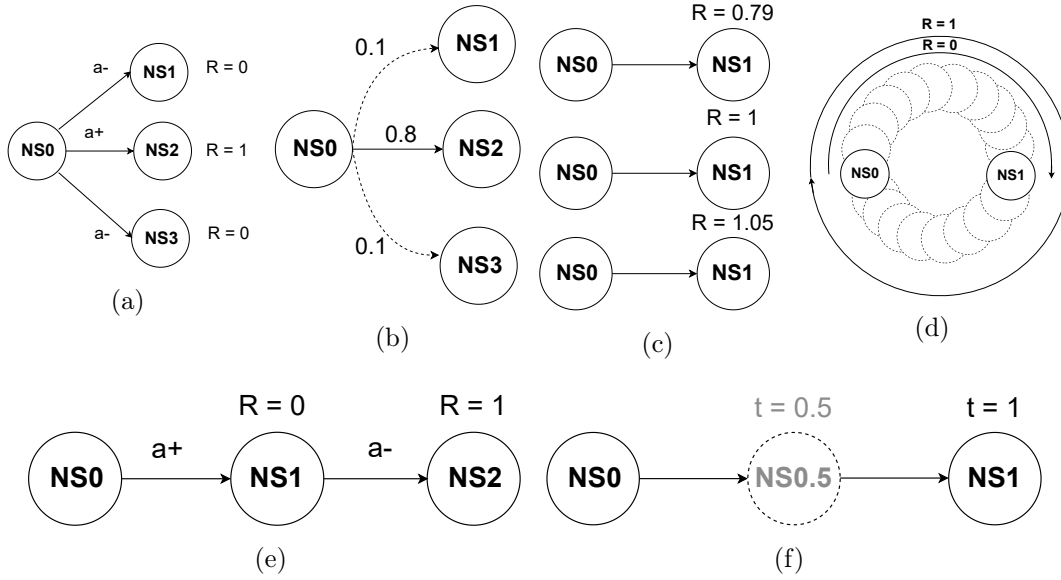 a-
NS1
R = 0
NS0
a+
NS2
R = 1
a-
NS3
R = 0
(a)
0.1
NS1
NS0
0.8
NS2
0.1
NS3
(b)
R = 0.79
NS0
NS1
R = 1
NS0
NS1
R = 1.05
NS0
NS1
(c)
R = 1
R = 0
NS0
NS1
(d)
R = 0
R = 1
NS0
a+
NS1
a-
NS2
(e)
t = 0.5
t = 1
NS0
NS0.5
NS1
(f)